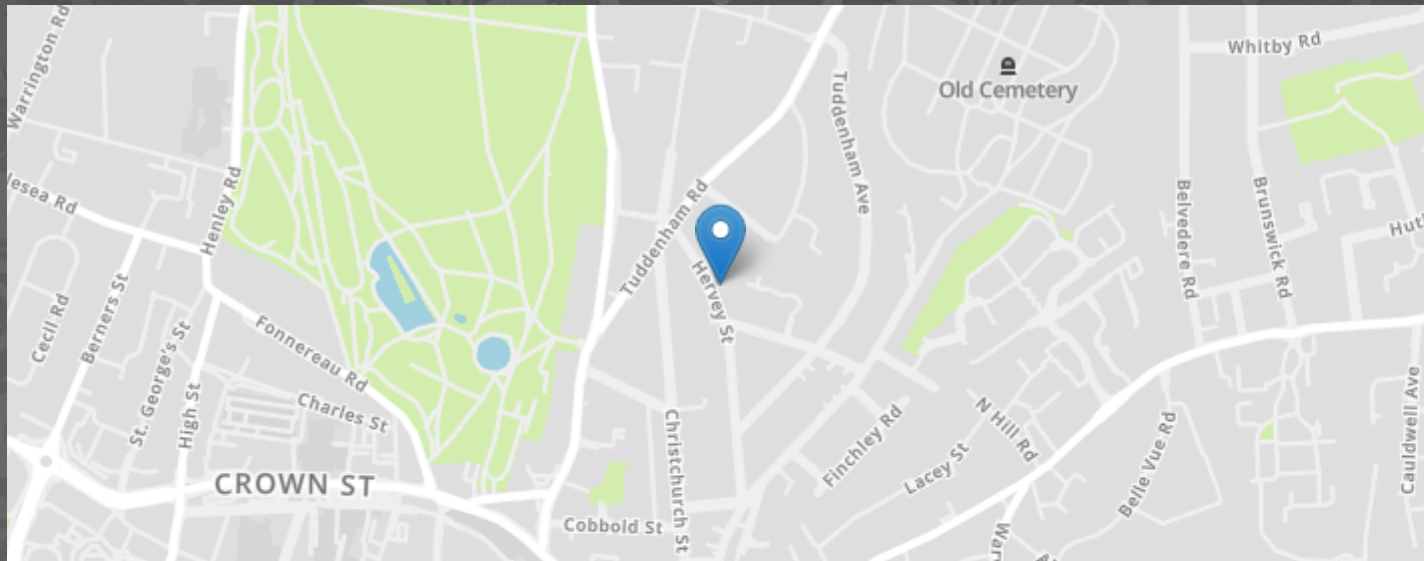 Warrington Rd
Whitby Rd
Old Cemetery
Tuddenham Ave
lesea Rd
Henley Rd
Tuddenham Rd
Belvedere Rd
Brunswick Rd
Hervey St
Cecil Rd
Berners St
St. George's St
High St
Fonnereau Rd
Charles St
Christchurch St
Finchley Rd
N Hill Rd
Lacey St
Belle Vue Rd
Cauldwell Ave
CROWN ST
Cobbold St